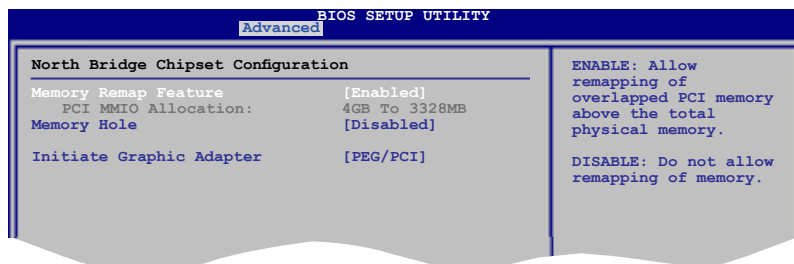 BIOS SETUP UTILITY
Advanced
North Bridge Chipset Configuration
Memory Remap Feature [Enabled]
PCI MMIO Allocation: 4GB To 3328MB
Memory Hole [Disabled]
Initiate Graphic Adapter [PEG/PCI]
ENABLE: Allow
remapping of
overlapped PCI memory
above the total
physical memory.
DISABLE: Do not allow
remapping of memory.